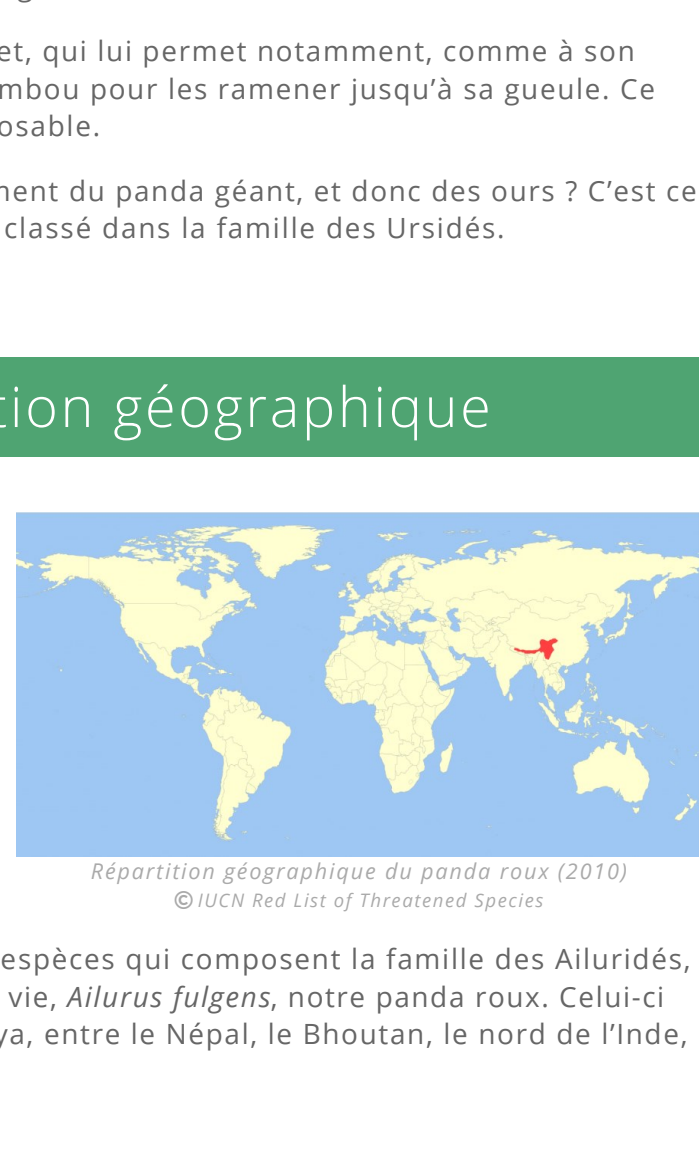 et, qui lui permet notamment, comme à son
mbou pour les ramener jusqu’à sa gueule. Ce
osable.
ment du panda géant, et donc des ours ? C’est ce
classé dans la famille des Ursidés.
tion géographique
Répartition géographique du panda roux (2010)
© IUCN Red List of Threatened Species
espèces qui composent la famille des Ailuridés,
vie, Ailurus fulgens, notre panda roux. Celui-ci
ya, entre le Népal, le Bhoutan, le nord de l’Inde,